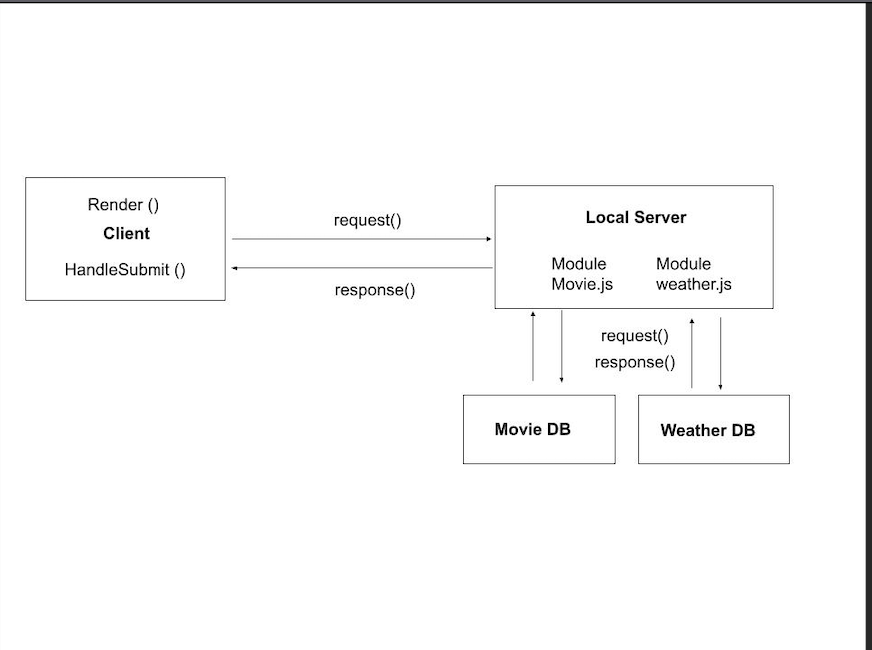 Render ()
Client
HandleSubmit ()
request()
response()
Local Server
Module Module
Movie.js weather.js
request()
response()
Movie DB
Weather DB